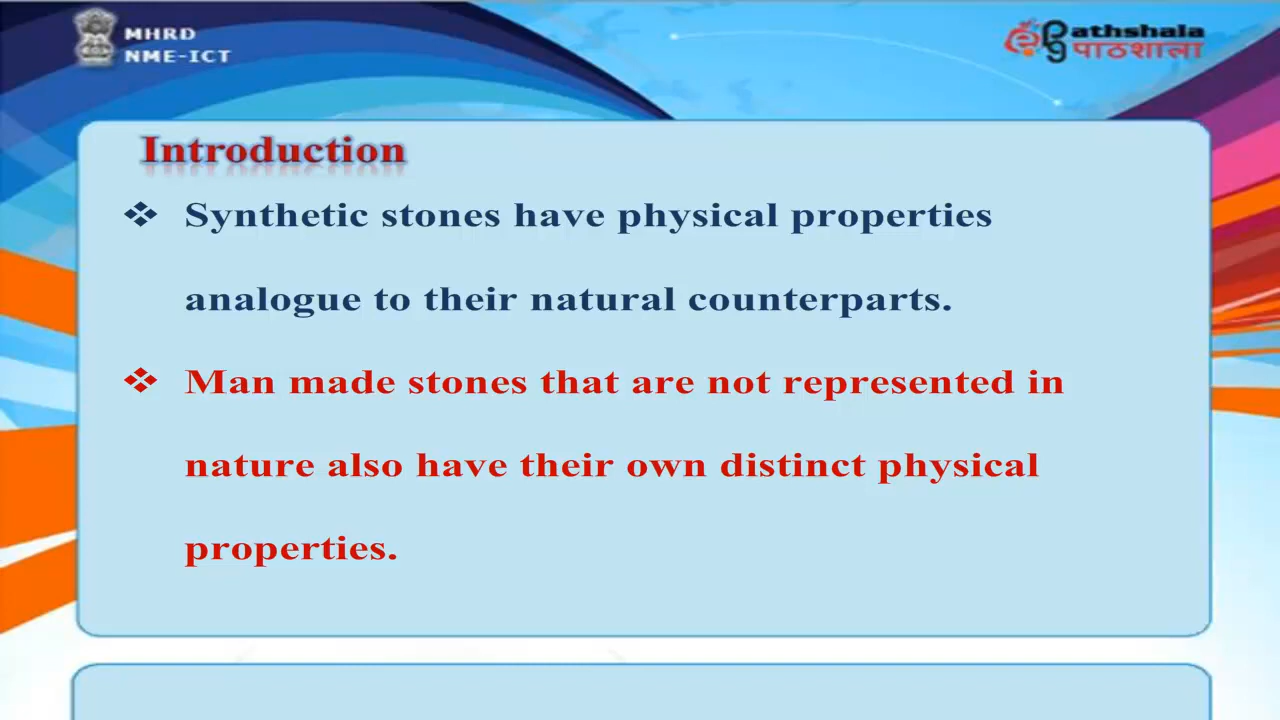 MHRD
NME-ICT
ePathshala
पाठशाला
Introduction
❖ Synthetic stones have physical properties
analogue to their natural counterparts.
❖ Man made stones that are not represented in
nature also have their own distinct physical
properties.